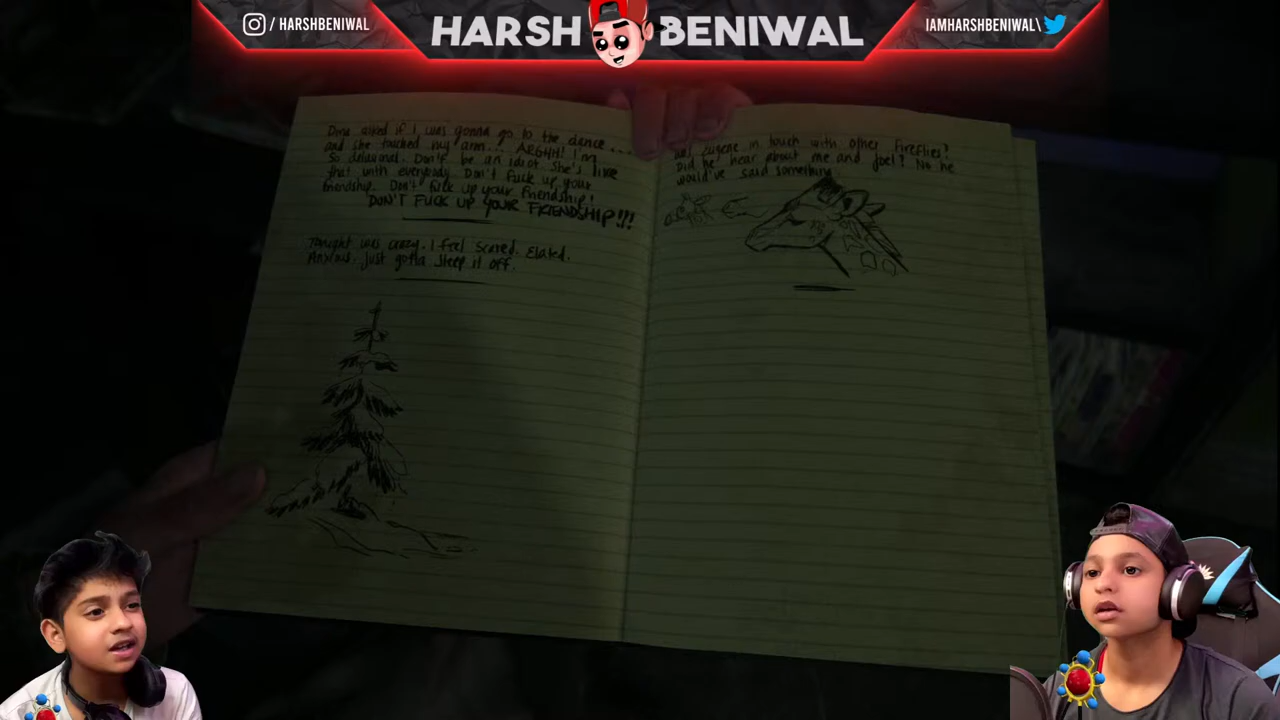 / HARSHBENIWAL
HARSH BENIWAL
IAMHARSHBENIWAL\
Dina asked if I was gonna go to the dance...
and she touched my arm... ARGHH! I'm
so delusional. Don't be an idiot. She's like
that with everybody. Don't fuck up your
friendship. Don't fuck up your friendship!
DON'T FUCK UP YOUR FRIENDSHIP!!!
Tonight was crazy. I feel scared. Elated.
Anxious. Just gotta sleep it off.
Eugene in touch with other Fireflies?
Did he hear about me and Joel? No he
would've said something